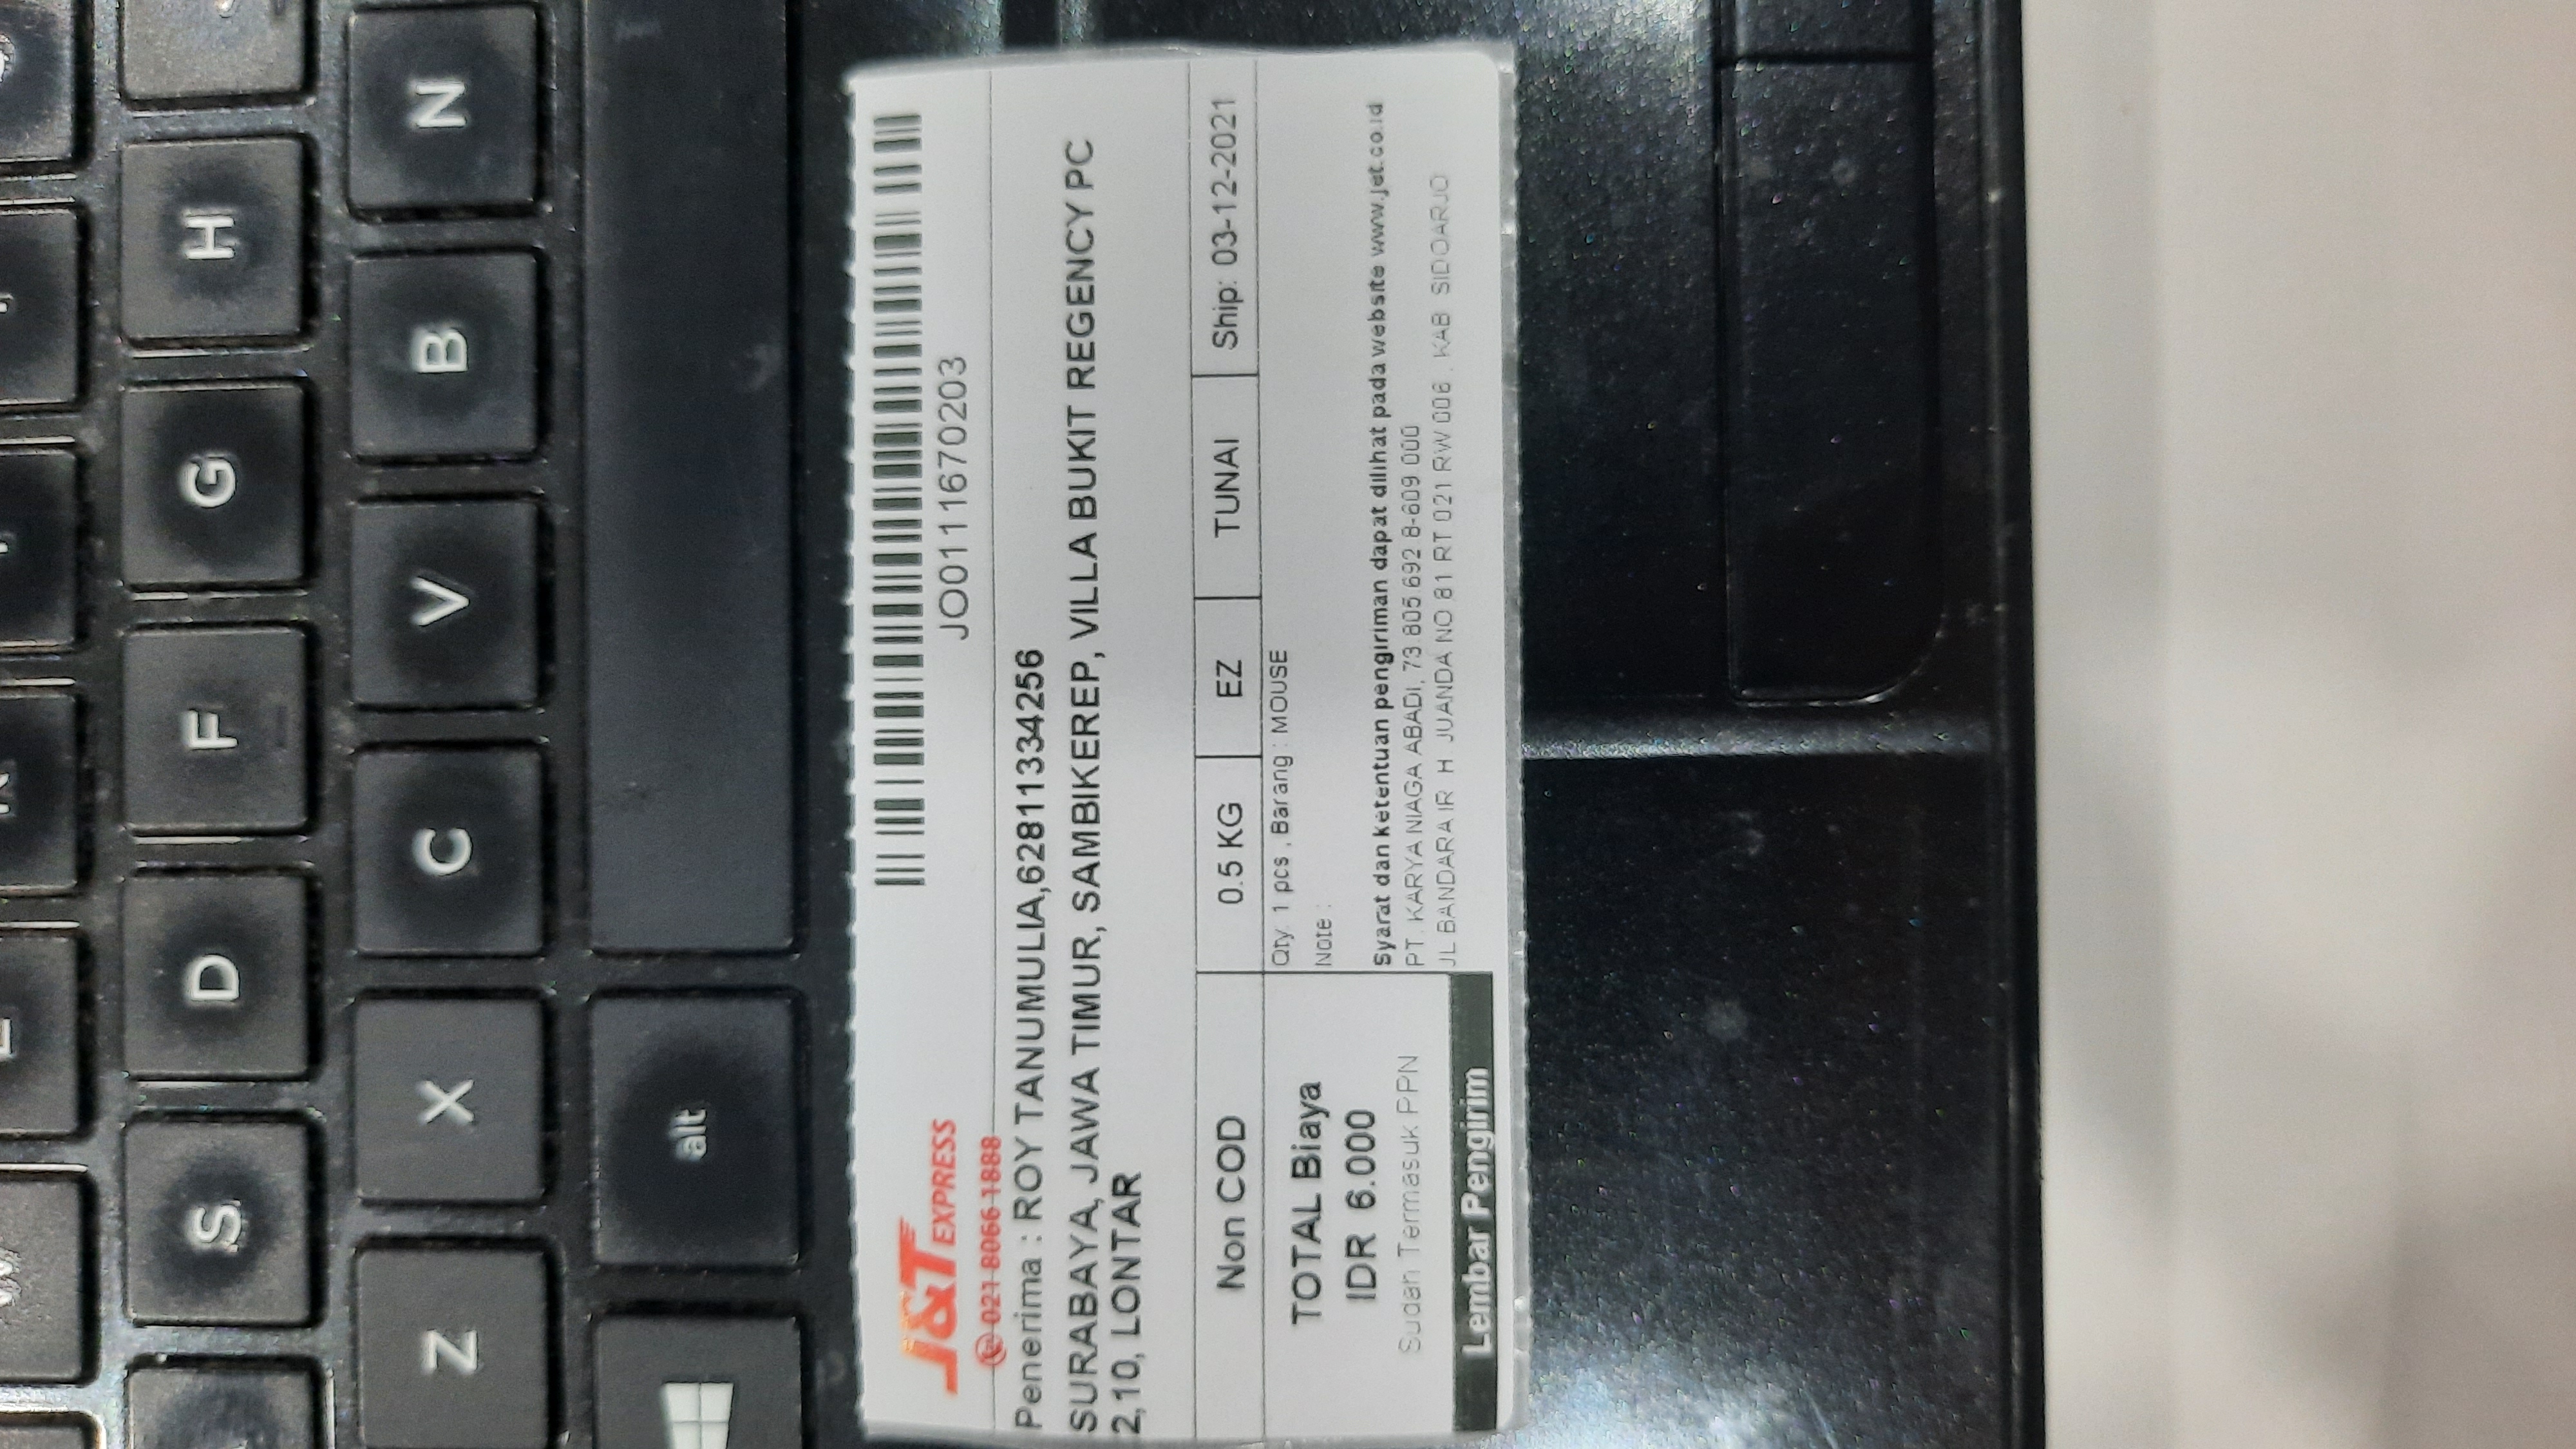 S D F G H
Z X C V B N
alt
J&T EXPRESS
JO0111670203
021 8066 1888
Penerima : ROY TANUMULIA,62811334256
SURABAYA, JAWA TIMUR, SAMBIKEREP, VILLA BUKIT REGENCY PC
2,10, LONTAR
Non COD 0.5 KG EZ TUNAI Ship: 03-12-2021
Qty: 1 pcs , Barang : MOUSE
TOTAL Biaya
Note :
IDR 6.000
Syarat dan ketentuan pengiriman dapat dilihat pada website www.jet.co.id
Sudah Termasuk PPN
PT. KARYA NIAGA ABADI, 73.805.692.8-609.000
JL BANDARA IR. H. JUANDA NO 81 RT 021 RW 006 , KAB. SIDOARJO
Lembar Pengirim